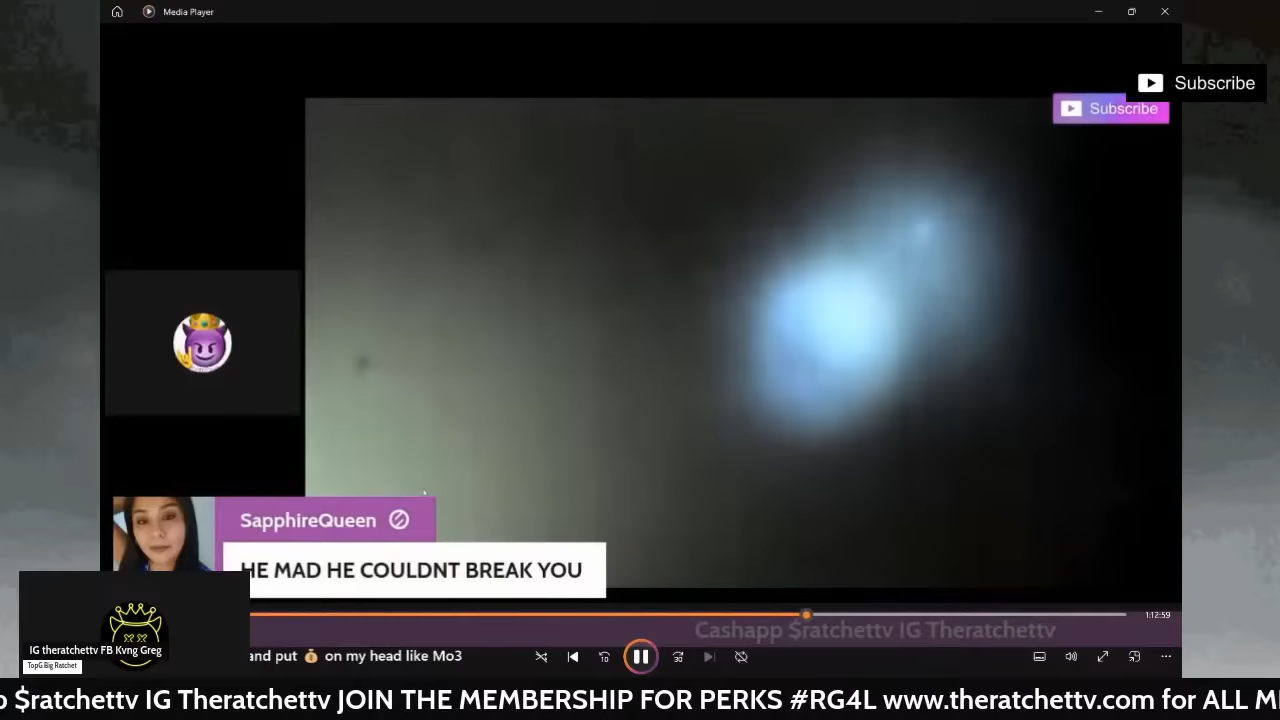 Media Player
Subscribe
Subscribe
SapphireQueen
HE MAD HE COULDNT BREAK YOU
1:12:59
Cashapp $ratchettv IG Theratchettv
IG theratchettv FB Kvng Greg
TopG Big Ratchet
and put 💰 on my head like Mo3
10
30
$ratchettv IG Theratchettv JOIN THE MEMBERSHIP FOR PERKS #RG4L www.theratchettv.com for ALL